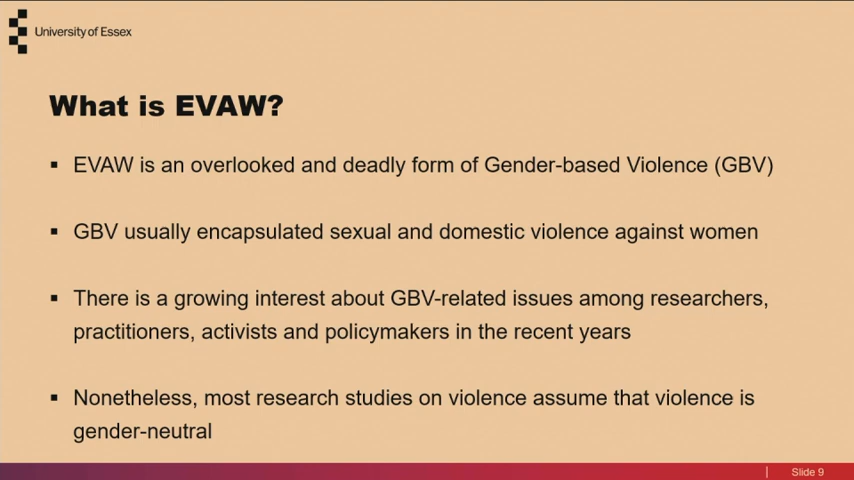 University of Essex
What is EVAW?
▪ EVAW is an overlooked and deadly form of Gender-based Violence (GBV)
▪ GBV usually encapsulated sexual and domestic violence against women
▪ There is a growing interest about GBV-related issues among researchers,
practitioners, activists and policymakers in the recent years
▪ Nonetheless, most research studies on violence assume that violence is
gender-neutral
Slide 9